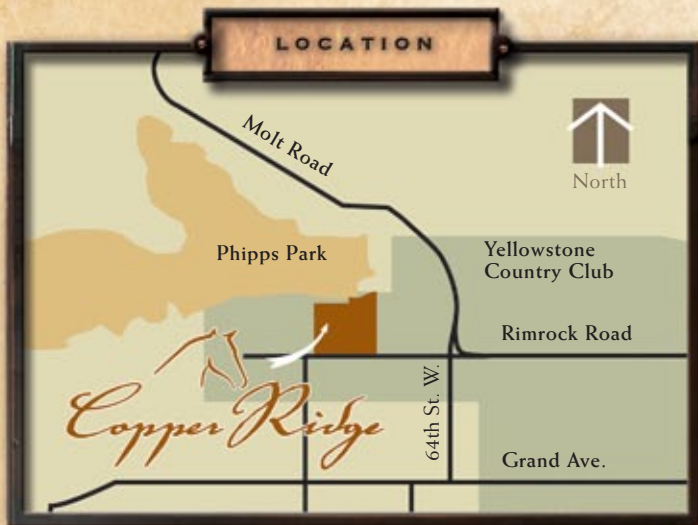 LOCATION
Molt Road
North
Phipps Park
Yellowstone
Country Club
Rimrock Road
Copper Ridge
64th St. W.
Grand Ave.